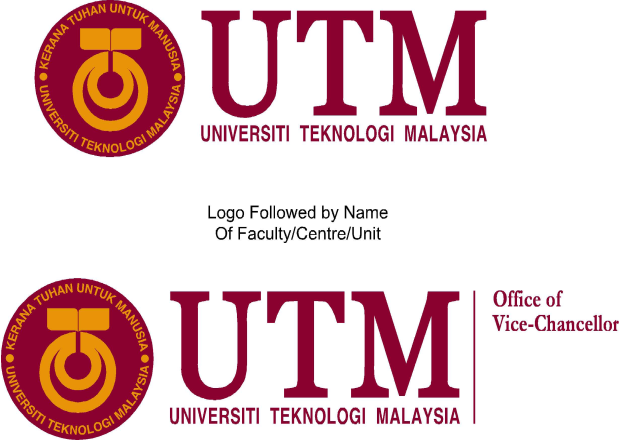 KERANA TUHAN UNTUK MANUSIA
UNIVERSITI TEKNOLOGI MALAYSIA
UTM
UNIVERSITI TEKNOLOGI MALAYSIA
Logo Followed by Name
Of Faculty/Centre/Unit
KERANA TUHAN UNTUK MANUSIA
UNIVERSITI TEKNOLOGI MALAYSIA
UTM
UNIVERSITI TEKNOLOGI MALAYSIA
Office of
Vice-Chancellor